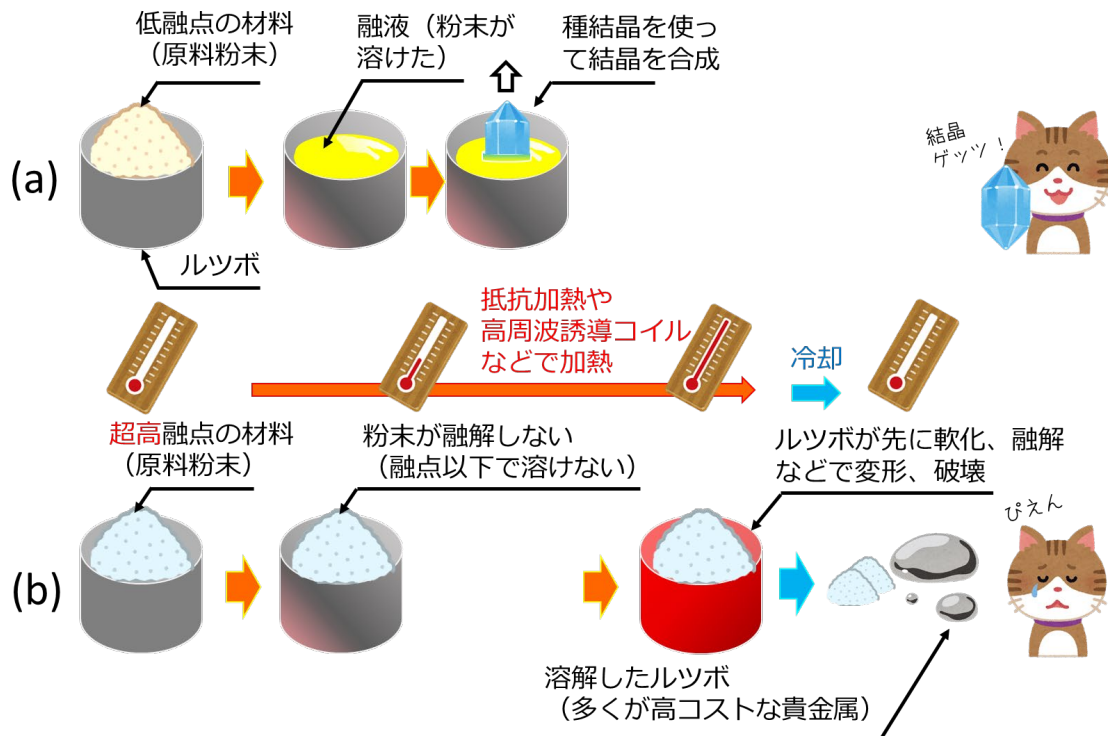 低融点の材料
（原料粉末）
融液（粉末が
溶けた）
種結晶を使っ
て結晶を合成
結晶
ゲッツ！
(a)
ルツボ
抵抗加熱や
高周波誘導コイル
などで加熱
冷却
超高融点の材料
（原料粉末）
粉末が融解しない
（融点以下で溶けない）
ルツボが先に軟化、融解
などで変形、破壊
ぴえん
(b)
溶解したルツボ
（多くが高コストな貴金属）